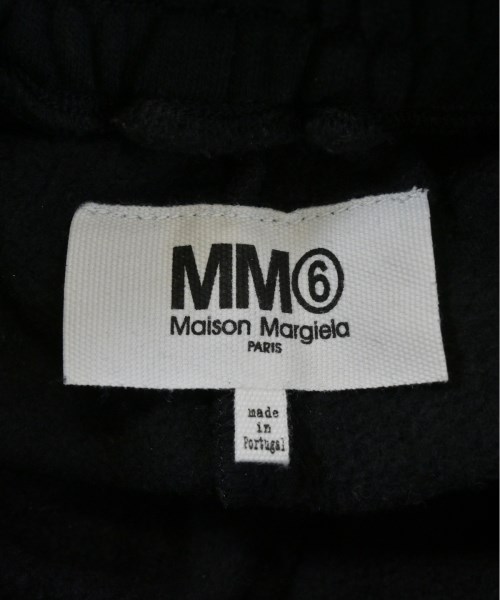 MM⑥
Maison Margiela
PARIS
made
in
Portugal